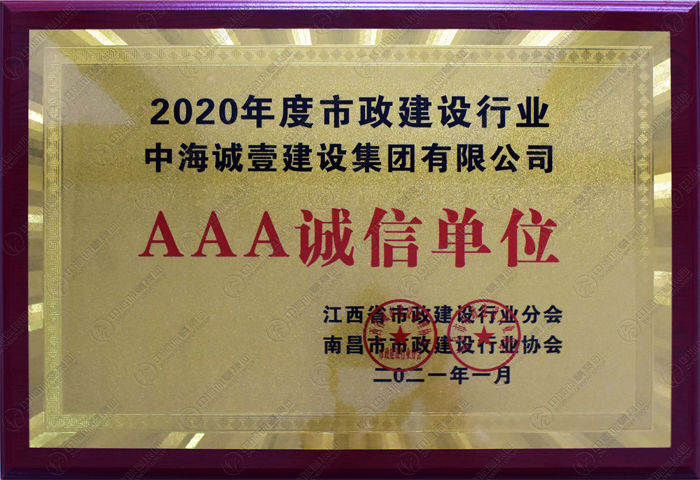 2020年度市政建设行业
中海诚壹建设集团有限公司
AAA诚信单位
江西省市政建设行业分会
南昌市市政建设行业协会
二〇二一年一月